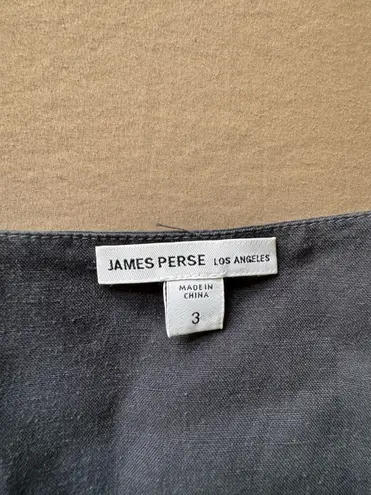 JAMES PERSE LOS ANGELES
MADE IN
CHINA
3